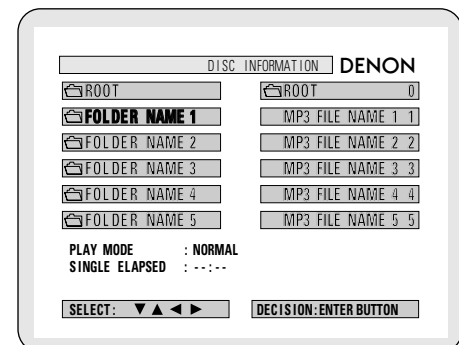 DISC INFORMATION DENON
ROOT
FOLDER NAME 1
FOLDER NAME 2
FOLDER NAME 3
FOLDER NAME 4
FOLDER NAME 5
ROOT 0
MP3 FILE NAME 1 1
MP3 FILE NAME 2 2
MP3 FILE NAME 3 3
MP3 FILE NAME 4 4
MP3 FILE NAME 5 5
PLAY MODE : NORMAL
SINGLE ELAPSED : --:--
SELECT: ▼ ▲ ◄ ►
DECISION:ENTER BUTTON